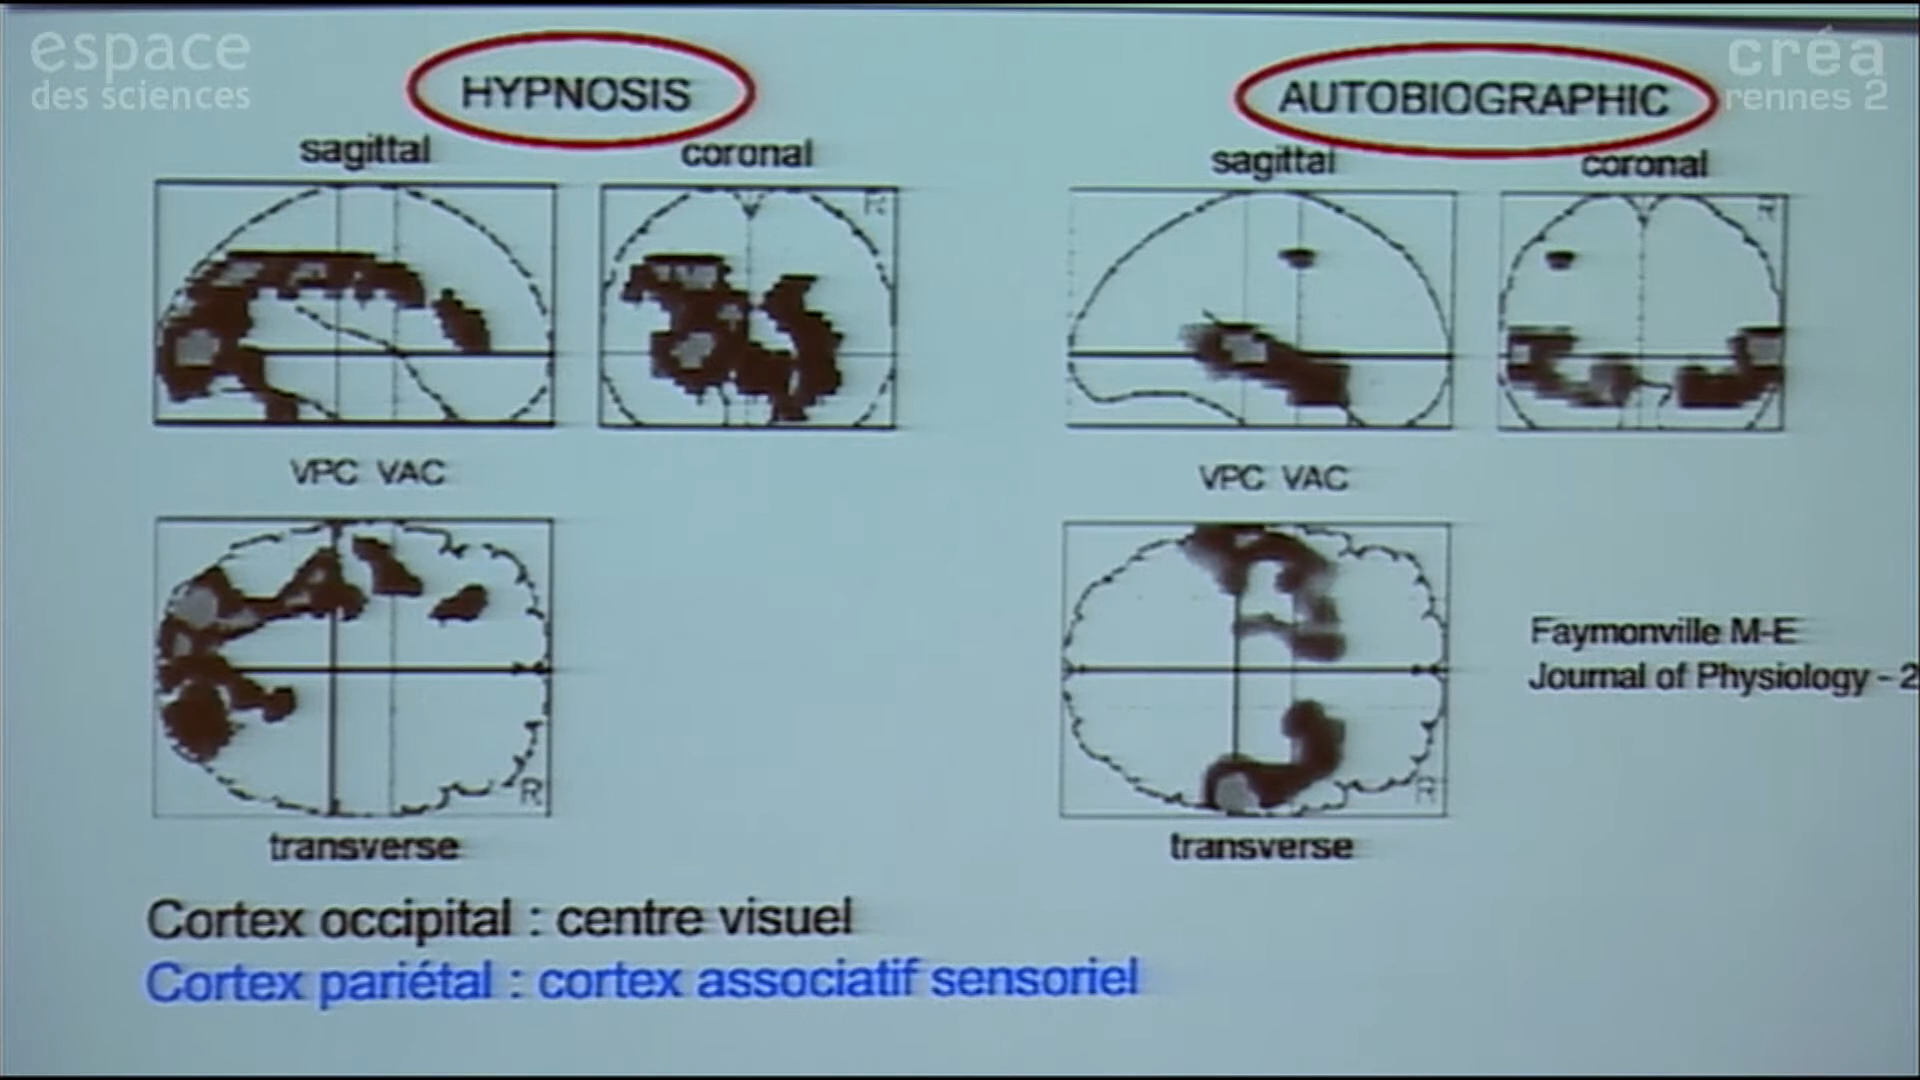 espace
des sciences
créa
rennes 2
HYPNOSIS
sagittal
coronal
R
VPC VAC
R
transverse
AUTOBIOGRAPHIC
sagittal
coronal
R
VPC VAC
R
transverse
Faymonville M-E
Journal of Physiology - 2
Cortex occipital : centre visuel
Cortex pariétal : cortex associatif sensoriel